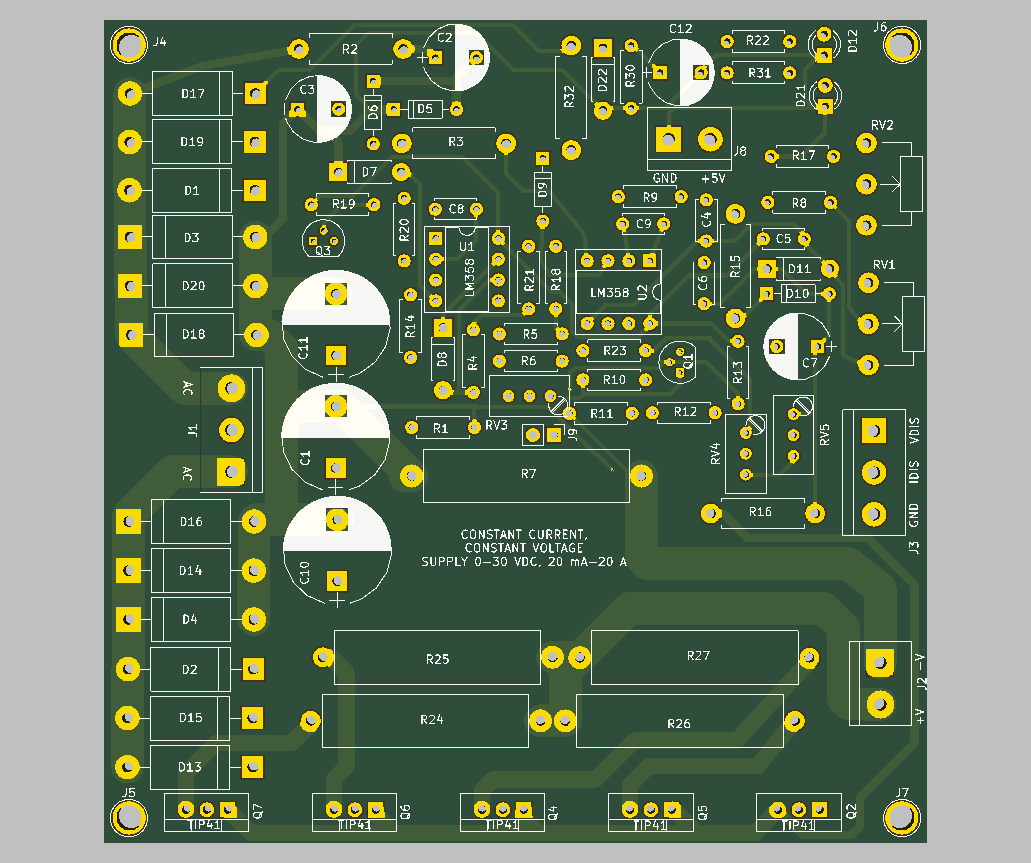 J4
R2
C2
C12
R22
D12
J6
D17
C3
D6
D5
R32
D22
R30
R31
D21
D19
R3
J8
R17
RV2
D1
D7
D9
GND +5V
R19
C8
R9
R8
D3
Q3
R20
U1
LM358
C9
C4
C5
D20
R21
R18
LM358
U2
C6
R15
D11
D10
RV1
D18
C11
R14
D8
R4
R5
R6
R23
R10
Q1
R13
C7
AC
J1
AC
C1
R1
RV3
J9
R11
R12
RV4
RV5
VDIS
IDIS
GND
J3
R7
D16
R16
D14
C10
CONSTANT CURRENT,
CONSTANT VOLTAGE
SUPPLY 0-30 VDC, 20 mA-20 A
D4
D2
R25
R27
-V
J2
+V
D15
R24
R26
D13
J5
J7
TIP41
Q7
TIP41
Q6
TIP41
Q4
TIP41
Q5
TIP41
Q2